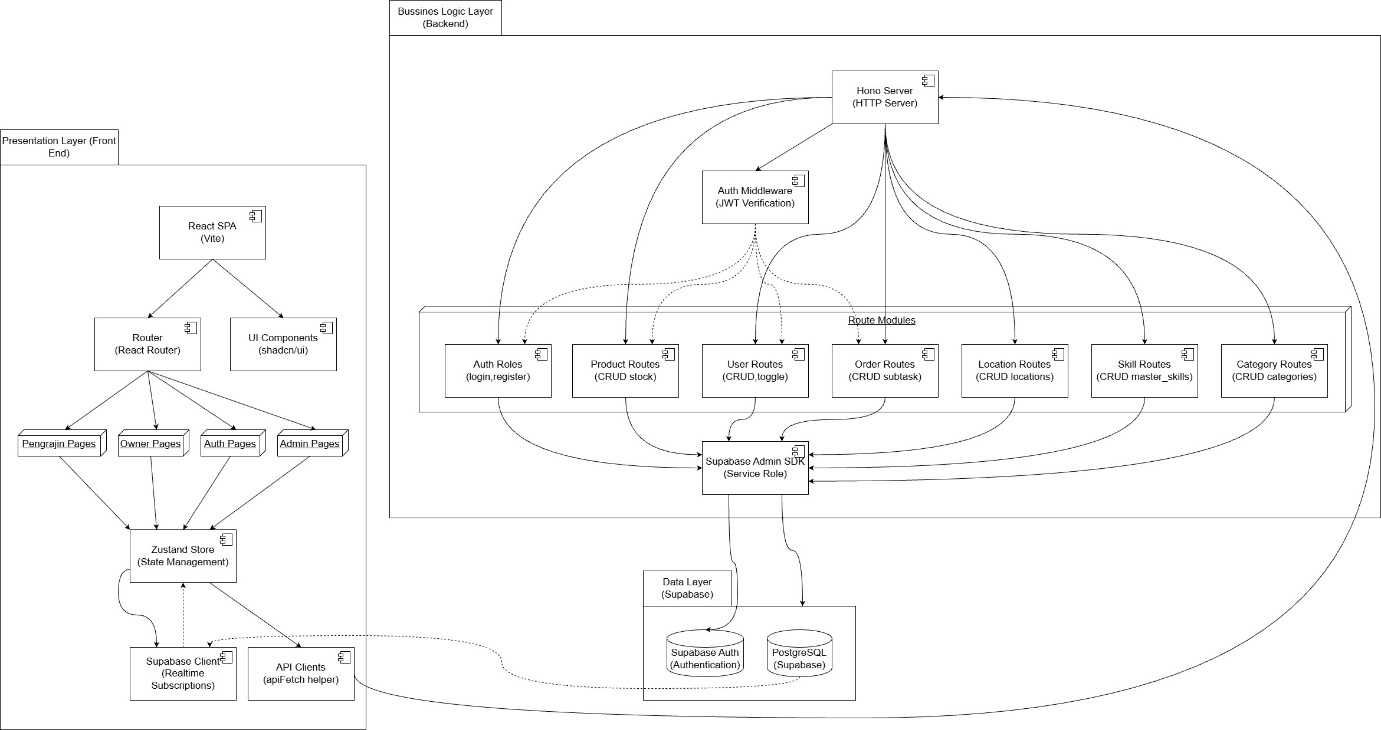 Bussines Logic Layer
(Backend)
Hono Server
(HTTP Server)
Presentation Layer (Front
End)
Auth Middleware
(JWT Verification)
React SPA
(Vite)
Route Modules
Router
(React Router)
UI Components
(shadcn/ui)
Auth Roles
(login,register)
Product Routes
(CRUD stock)
User Routes
(CRUD,toggle)
Order Routes
(CRUD subtask)
Location Routes
(CRUD locations)
Skill Routes
(CRUD master_skills)
Category Routes
(CRUD categories)
Pengrajin Pages
Owner Pages
Auth Pages
Admin Pages
Supabase Admin SDK
(Service Role)
Zustand Store
(State Management)
Data Layer
(Supabase)
Supabase Client
(Realtime
Subscriptions)
API Clients
(apiFetch helper)
Supabase Auth
(Authentication)
PostgreSQL
(Supabase)